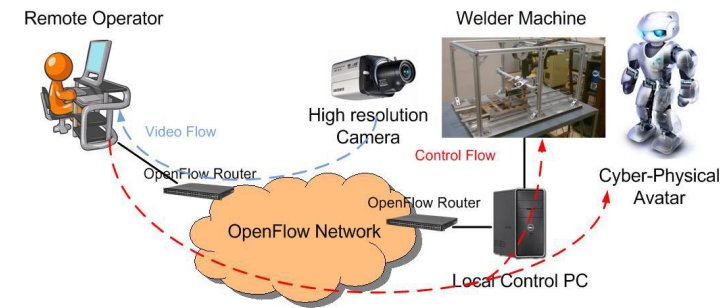 Remote Operator
Welder Machine
High resolution
Camera
Video Flow
Control Flow
OpenFlow Router
Cyber-Physical
Avatar
OpenFlow Router
OpenFlow Network
Local Control PC